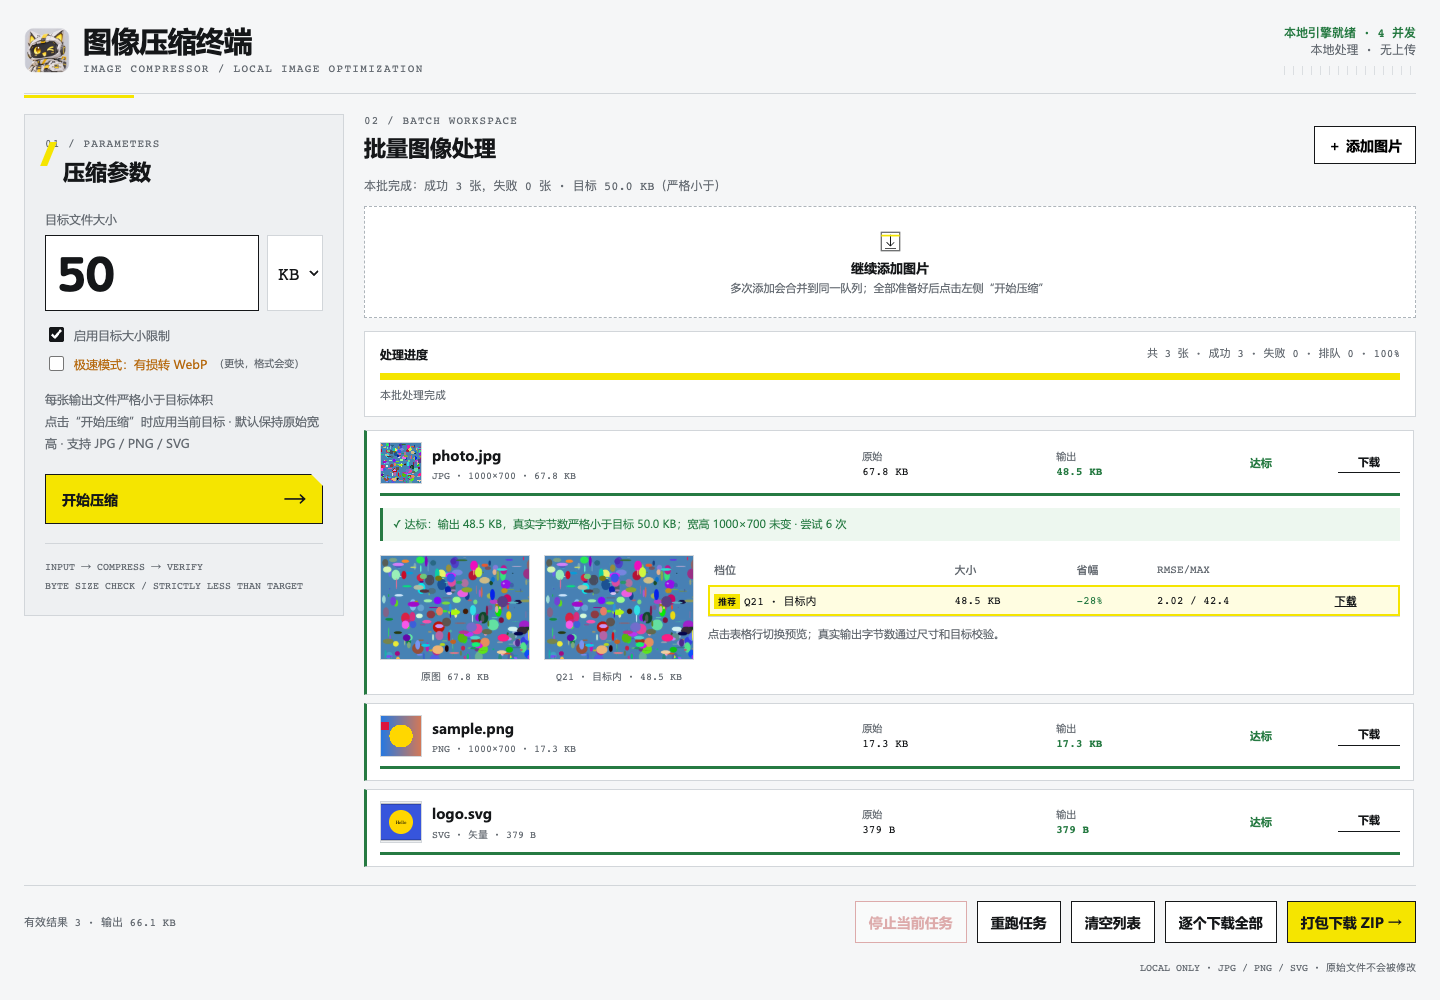 图像压缩终端
IMAGE COMPRESSOR / LOCAL IMAGE OPTIMIZATION
本地引擎就绪 · 4 并发
本地处理 · 无上传
01 / PARAMETERS
压缩参数
目标文件大小
50
KB
启用目标大小限制
极速模式：有损转 WebP （更快，格式会变）
每张输出文件严格小于目标体积
点击“开始压缩”时应用当前目标 · 默认保持原始宽
高 · 支持 JPG / PNG / SVG
开始压缩 →
INPUT → COMPRESS → VERIFY
BYTE SIZE CHECK / STRICTLY LESS THAN TARGET
02 / BATCH WORKSPACE
批量图像处理
+ 添加图片
本批完成：成功 3 张，失败 0 张 · 目标 50.0 KB（严格小于）
继续添加图片
多次添加会合并到同一队列；全部准备好后点击左侧“开始压缩”
处理进度
共 3 张 · 成功 3 · 失败 0 · 排队 0 · 100%
本批处理完成
photo.jpg
JPG · 1000×700 · 67.8 KB
原始
67.8 KB
输出
48.5 KB
达标
下载
✓ 达标：输出 48.5 KB，真实字节数严格小于目标 50.0 KB；宽高 1000×700 未变 · 尝试 6 次
原图 67.8 KB
Q21 · 目标内 · 48.5 KB
档位 大小 省幅 RMSE/MAX
推荐 Q21 · 目标内 48.5 KB −28% 2.02 / 42.4 下载
点击表格行切换预览；真实输出字节数通过尺寸和目标校验。
sample.png
PNG · 1000×700 · 17.3 KB
原始
17.3 KB
输出
17.3 KB
达标
下载
Hello
logo.svg
SVG · 矢量 · 379 B
原始
379 B
输出
379 B
达标
下载
有效结果 3 · 输出 66.1 KB
停止当前任务
重跑任务
清空列表
逐个下载全部
打包下载 ZIP →
LOCAL ONLY · JPG / PNG / SVG · 原始文件不会被修改